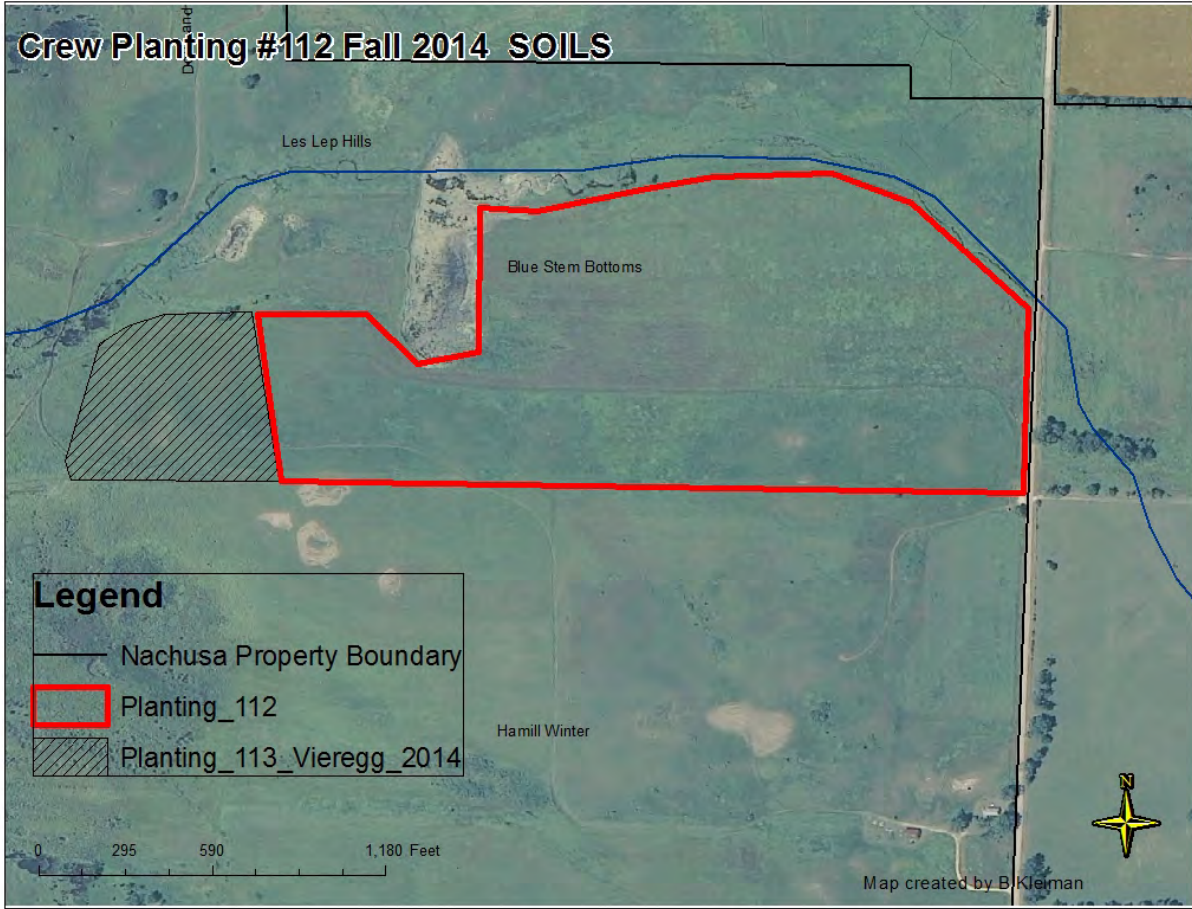 Crew Planting #112 Fall 2014 SOILS
Les Lep Hills
Blue Stem Bottoms
Legend
Nachusa Property Boundary
Planting_112
Planting_113_Vieregg_2014
Hamill Winter
N
0 295 590 1,180 Feet
Map created by B Kleiman